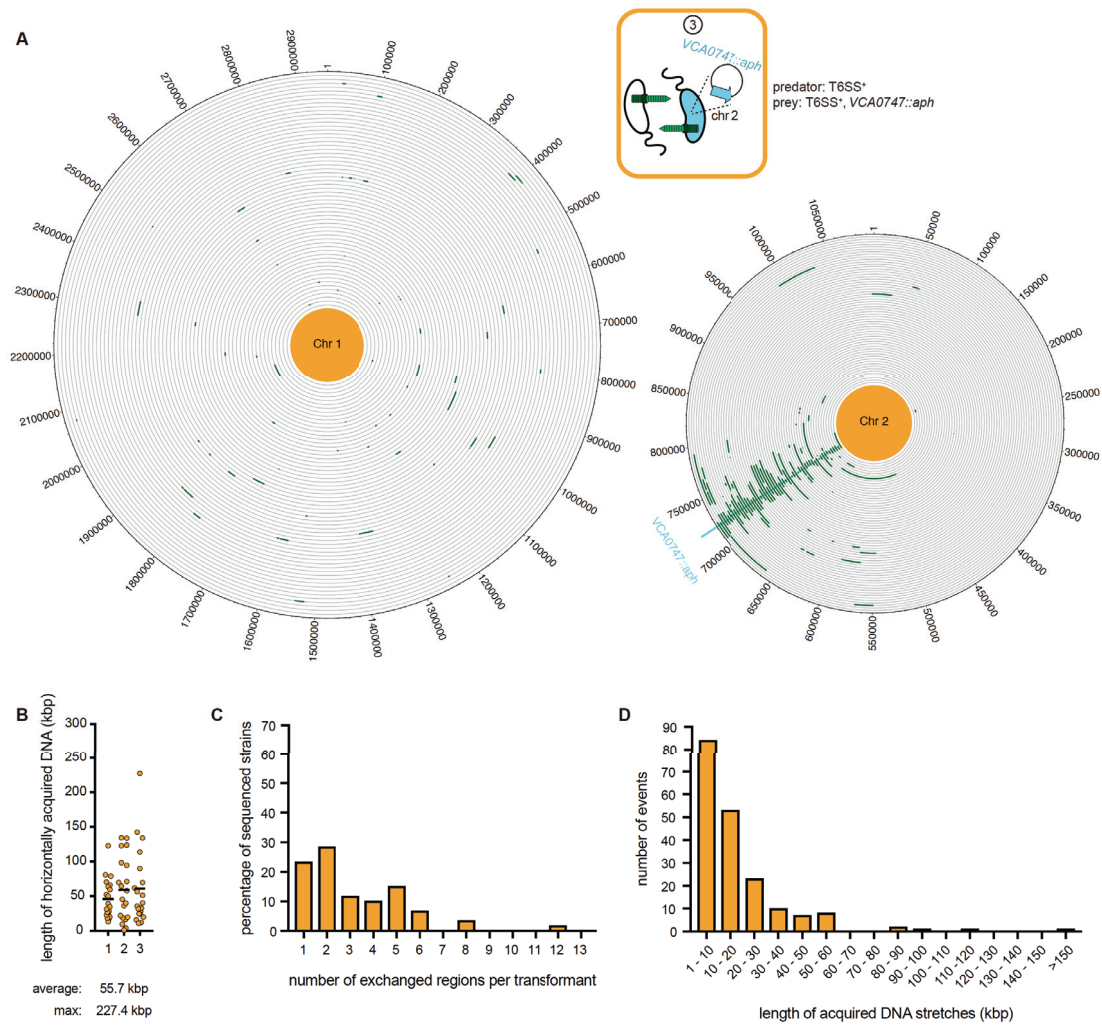 A
3
VCA0747::aph
chr 2
predator: T6SS⁺
prey: T6SS⁺, VCA0747::aph
1
100000
200000
300000
400000
500000
600000
700000
800000
900000
1000000
1100000
1200000
1300000
1400000
1500000
1600000
1700000
1800000
1900000
2000000
2100000
2200000
2300000
2400000
2500000
2600000
2700000
2800000
2900000
Chr 1
1
50000
100000
150000
200000
250000
300000
350000
400000
450000
500000
550000
600000
650000
700000
750000
800000
850000
900000
950000
1000000
1050000
Chr 2
VCA0747::aph
B
length of horizontally acquired DNA (kbp)
300
250
200
150
100
50
0
1 2 3
average: 55.7 kbp
max: 227.4 kbp
C
percentage of sequenced strains
70
60
50
40
30
20
10
0
1 2 3 4 5 6 7 8 9 10 11 12 13
number of exchanged regions per transformant
D
number of events
90
80
70
60
50
40
30
20
10
0
1 - 10
10 - 20
20 - 30
30 - 40
40 - 50
50 - 60
60 - 70
70 - 80
80 - 90
90 - 100
100 - 110
110 - 120
120 - 130
130 - 140
140 - 150
>150
length of acquired DNA stretches (kbp)